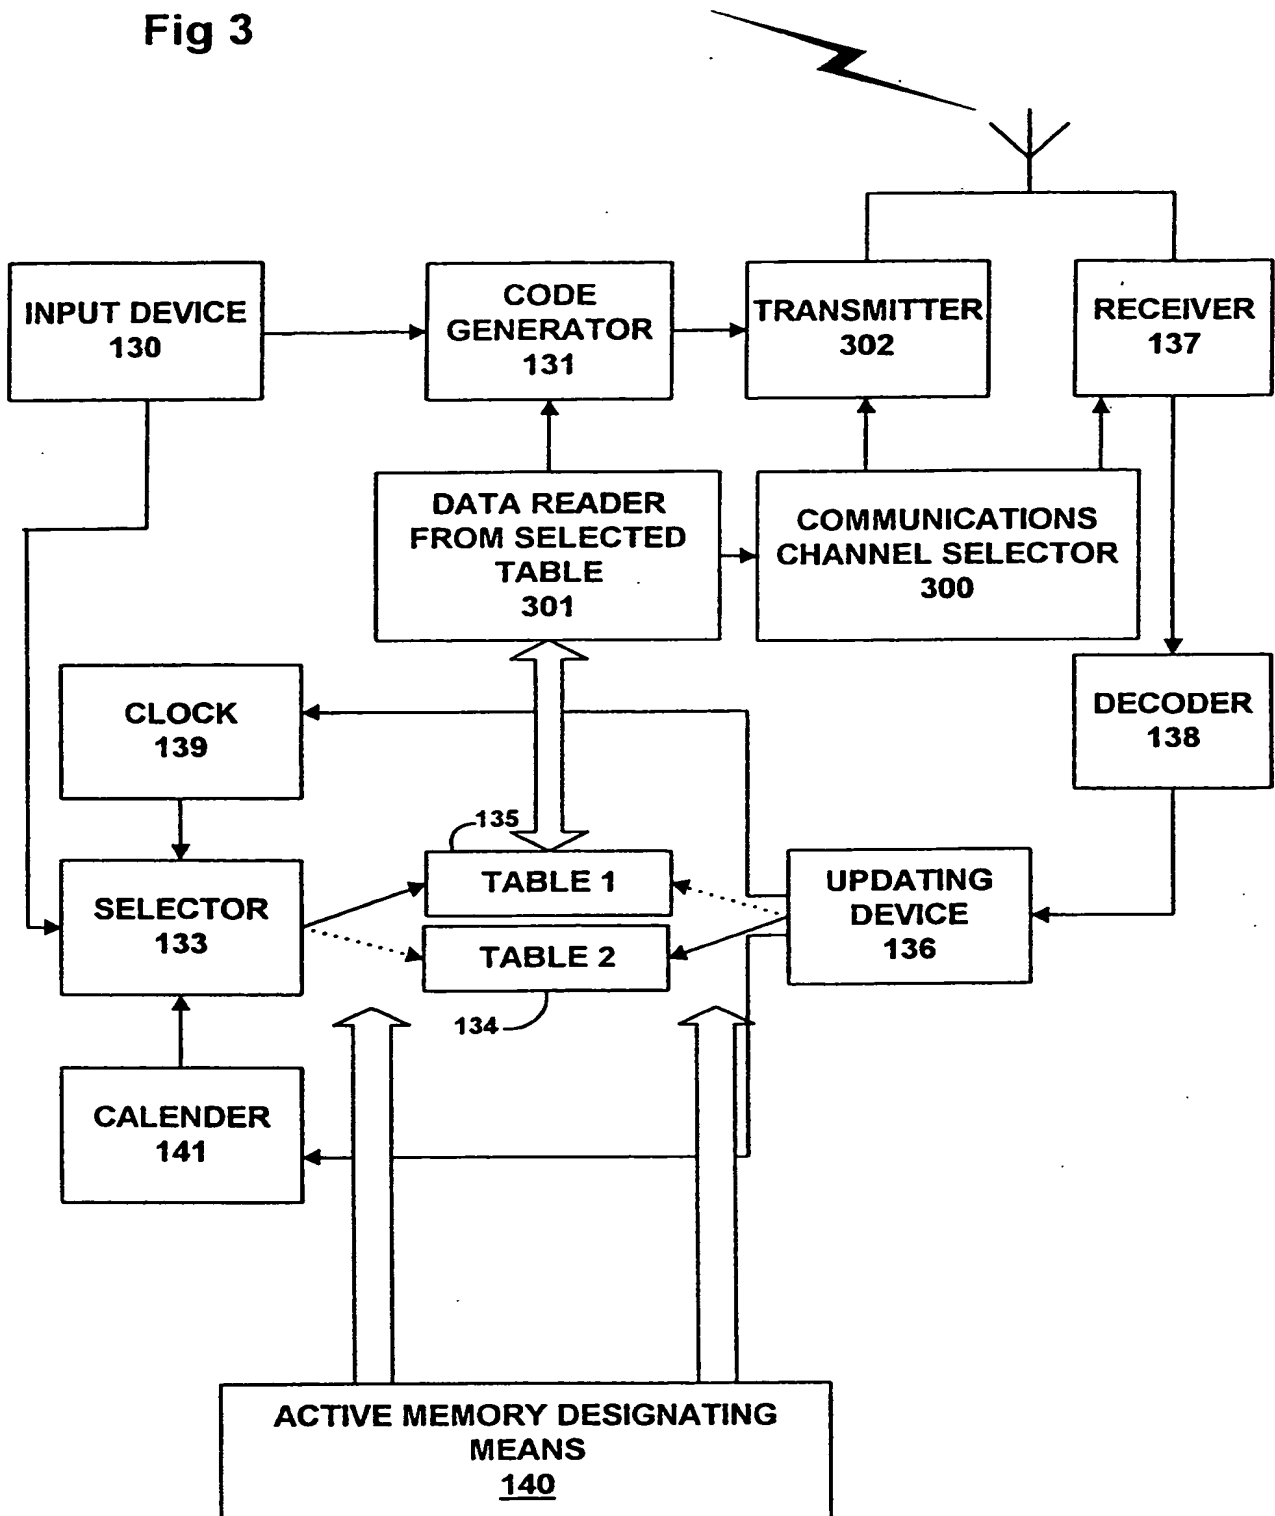 Fig 3
INPUT DEVICE
130
CODE
GENERATOR
131
TRANSMITTER
302
RECEIVER
137
DATA READER
FROM SELECTED
TABLE
301
COMMUNICATIONS
CHANNEL SELECTOR
300
CLOCK
139
DECODER
138
135
TABLE 1
SELECTOR
133
UPDATING
DEVICE
136
TABLE 2
134
CALENDER
141
ACTIVE MEMORY DESIGNATING
MEANS
140